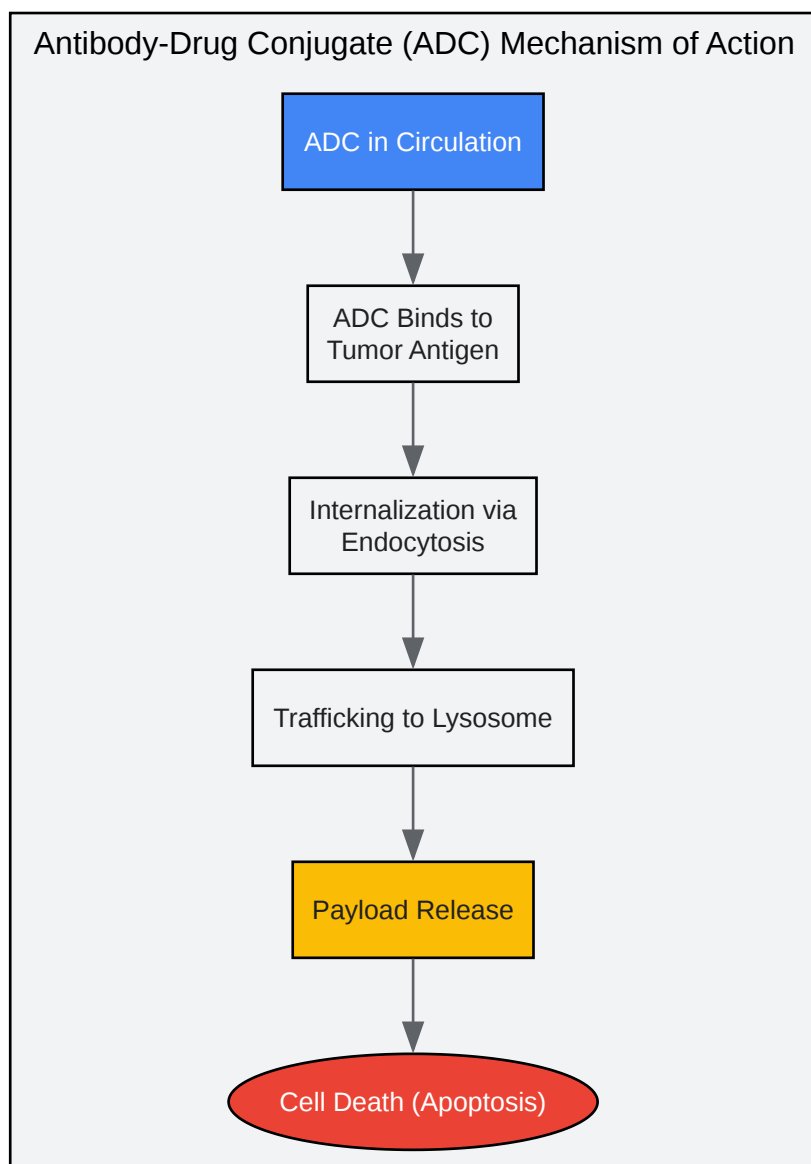 Antibody-Drug Conjugate (ADC) Mechanism of Action
ADC in Circulation
ADC Binds to
Tumor Antigen
Internalization via
Endocytosis
Trafficking to Lysosome
Payload Release
Cell Death (Apoptosis)